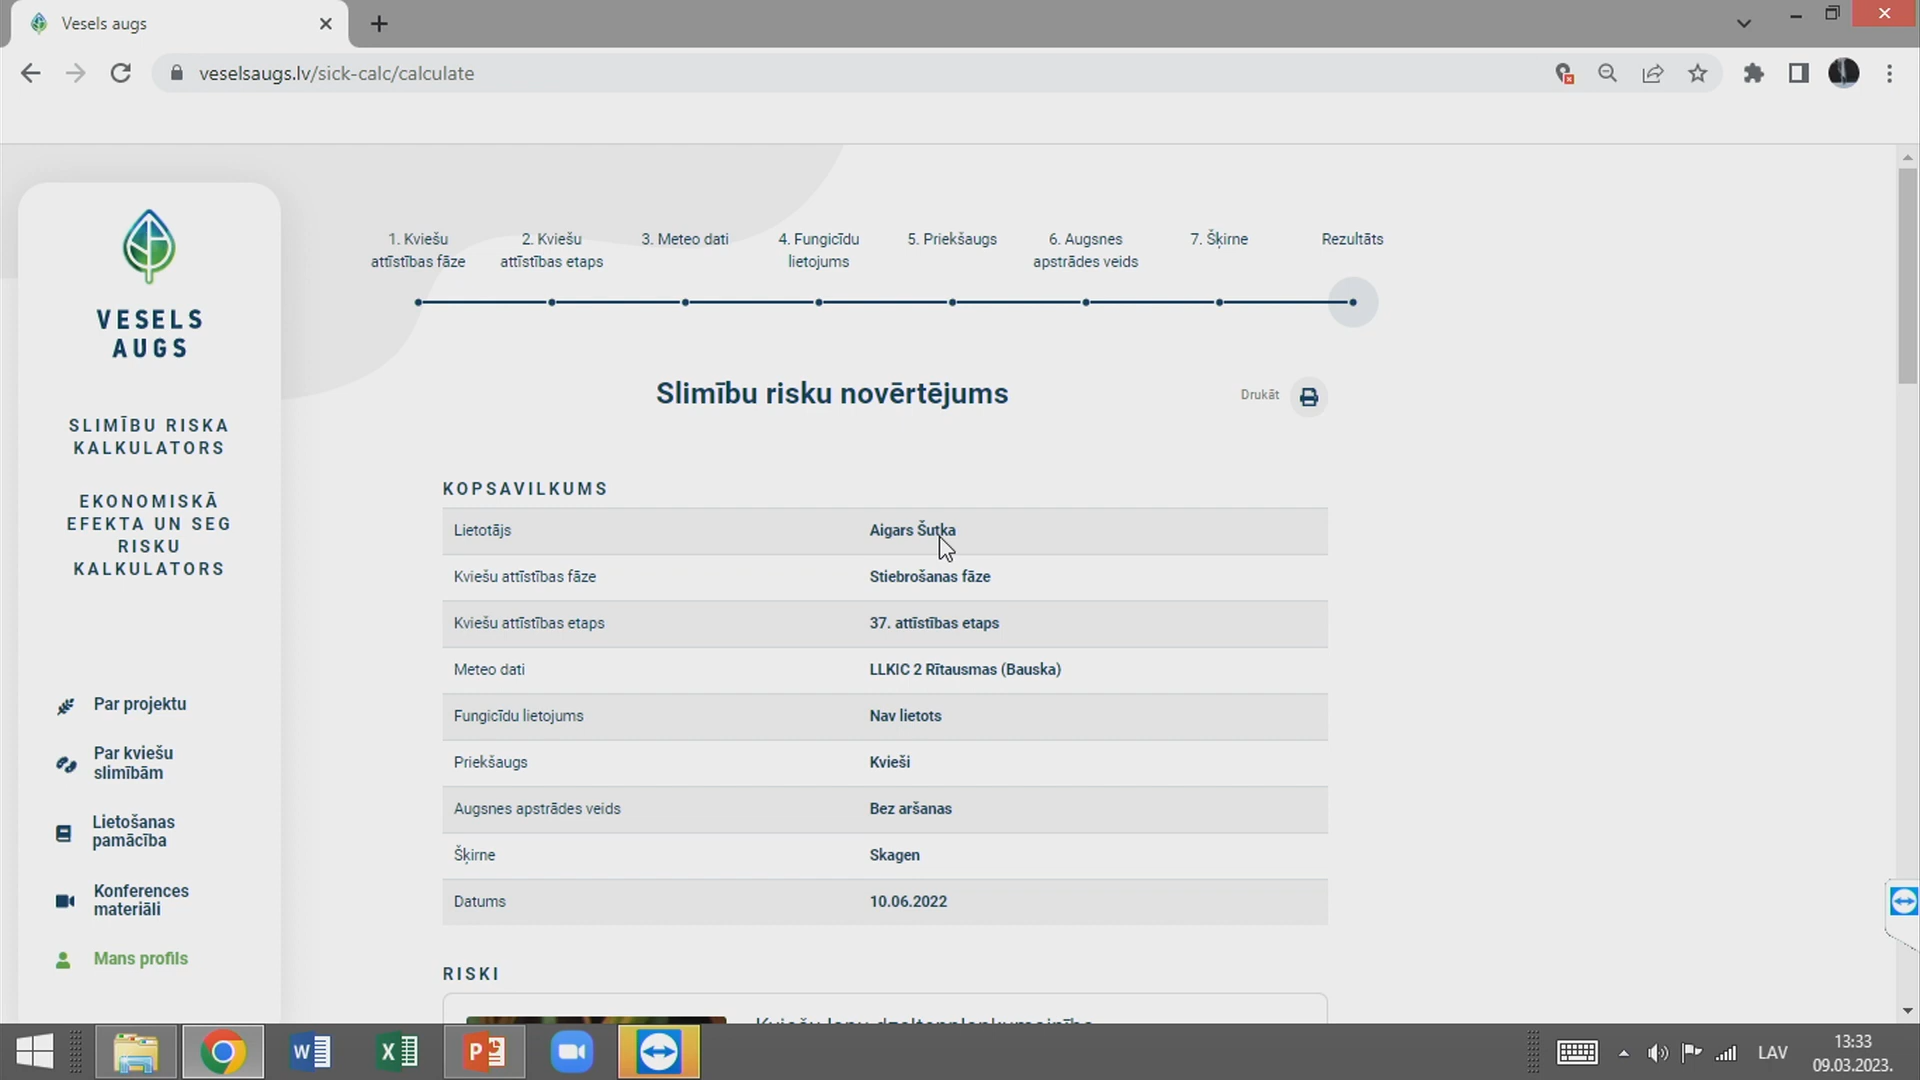 Vesels augs
veselsaugs.lv/sick-calc/calculate
VESELS
AUGS
SLIMĪBU RISKA
KALKULATORS
EKONOMISKĀ
EFEKTA UN SEG
RISKU
KALKULATORS
Par projektu
Par kviešu
slimībām
Lietošanas
pamācība
Konferences
materiāli
Mans profils
1. Kviešu
attīstības fāze
2. Kviešu
attīstības etaps
3. Meteo dati
4. Fungicīdu
lietojums
5. Priekšaugs
6. Augsnes
apstrādes veids
7. Šķirne
Rezultāts
Slimību risku novērtējums
Drukāt
KOPSAVILKUMS
Lietotājs Aigars Šutka
Kviešu attīstības fāze Stiebrošanas fāze
Kviešu attīstības etaps 37. attīstības etaps
Meteo dati LLKIC 2 Rītausmas (Bauska)
Fungicīdu lietojums Nav lietots
Priekšaugs Kvieši
Augsnes apstrādes veids Bez aršanas
Šķirne Skagen
Datums 10.06.2022
RISKI
LAV
13:33
09.03.2023.